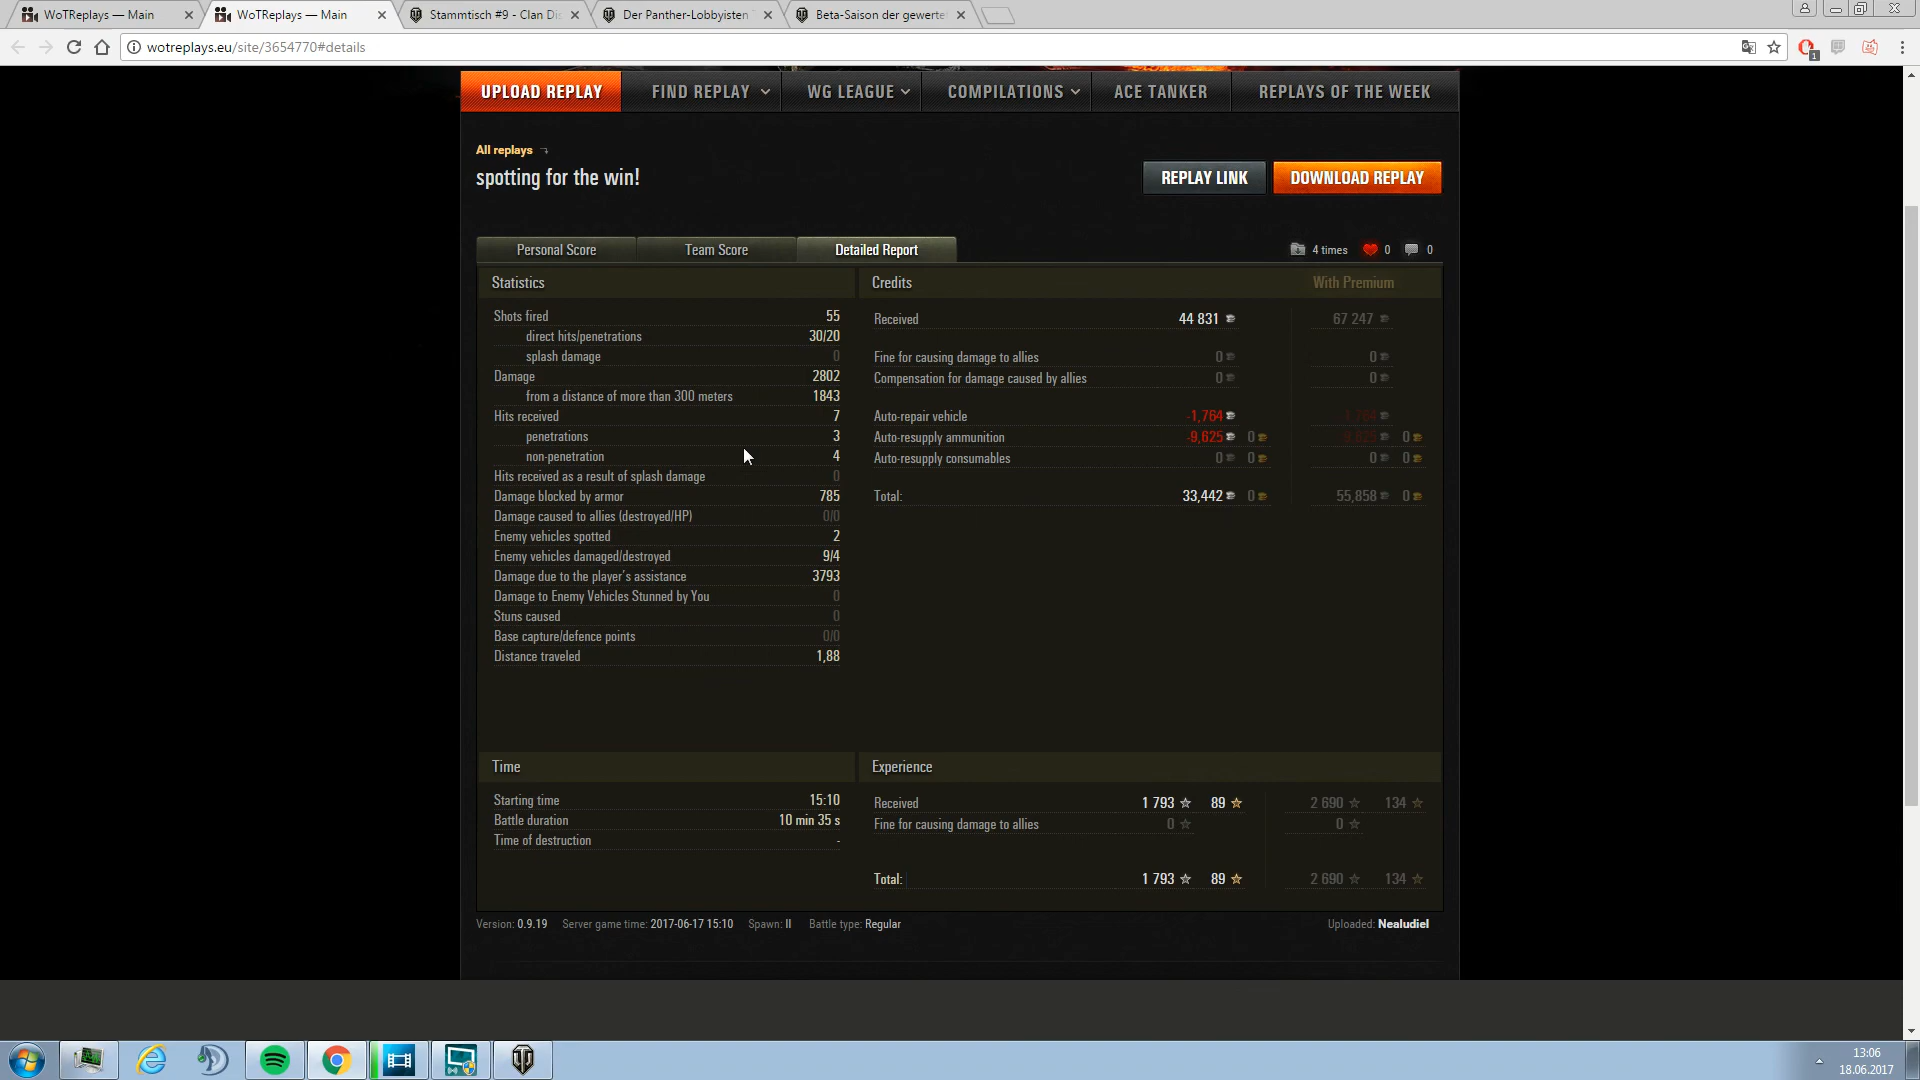 WoTReplays — Main
WoTReplays — Main
Stammtisch #9 - Clan Di
Der Panther-Lobbyisten
Beta-Saison der gewerte
wotreplays.eu/site/3654770#details
UPLOAD REPLAY
FIND REPLAY
WG LEAGUE
COMPILATIONS
ACE TANKER
REPLAYS OF THE WEEK
All replays
spotting for the win!
REPLAY LINK
DOWNLOAD REPLAY
Personal Score
Team Score
Detailed Report
4 times 0 0
Statistics
Shots fired 55
direct hits/penetrations 30/20
splash damage 0
Damage 2802
from a distance of more than 300 meters 1843
Hits received 7
penetrations 3
non-penetration 4
Hits received as a result of splash damage 0
Damage blocked by armor 785
Damage caused to allies (destroyed/HP) 0/0
Enemy vehicles spotted 2
Enemy vehicles damaged/destroyed 9/4
Damage due to the player's assistance 3793
Damage to Enemy Vehicles Stunned by You 0
Stuns caused 0
Base capture/defence points 0/0
Distance traveled 1,88
Credits With Premium
Received 44 831 67 247
Fine for causing damage to allies 0 0
Compensation for damage caused by allies 0 0
Auto-repair vehicle -1,764 -1,764
Auto-resupply ammunition -9,625 0 -9,625 0
Auto-resupply consumables 0 0 0 0
Total: 33,442 0 55,858 0
Time
Starting time 15:10
Battle duration 10 min 35 s
Time of destruction -
Experience
Received 1 793 89 2 690 134
Fine for causing damage to allies 0 0
Total: 1 793 89 2 690 134
Version: 0.9.19 Server game time: 2017-06-17 15:10 Spawn: II Battle type: Regular
Uploaded: Nealudiel
13:06
18.06.2017